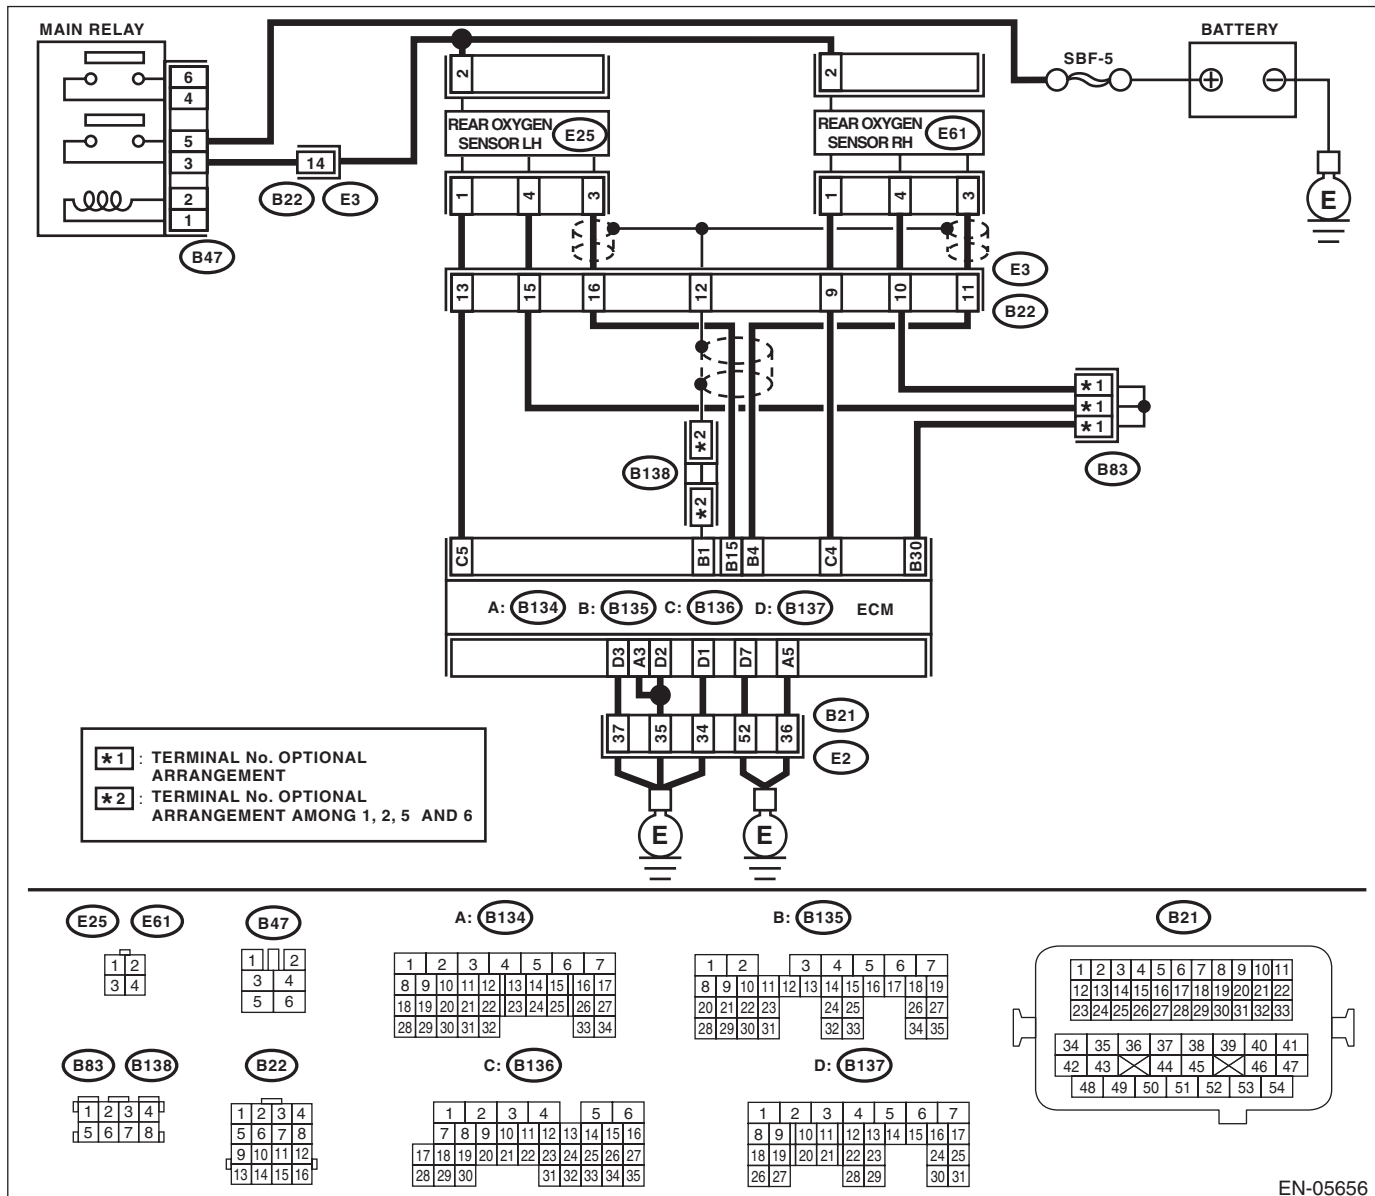 MAIN RELAY
BATTERY
SBF-5
6
4
5
3
2
1
B47
14
B22 E3
2
REAR OXYGEN
SENSOR LH
E25
1 4 3
2
REAR OXYGEN
SENSOR RH
E61
1 4 3
E
13 15 16 12 9 10 11
E3
B22
*1
*1
*1
B83
*2
B138
*2
C5 B1 B15 B4 C4 B30
A: B134 B: B135 C: B136 D: B137 ECM
D3 A3 D2 D1 D7 A5
37 35 34 52 36
B21
E2
E E
*1 : TERMINAL No. OPTIONAL
ARRANGEMENT
*2 : TERMINAL No. OPTIONAL
ARRANGEMENT AMONG 1, 2, 5 AND 6
E25 E61
1 2
3 4
B47
1 2
3 4
5 6
A: B134
1 2 3 4 5 6 7
8 9 10 11 12 13 14 15 16 17
18 19 20 21 22 23 24 25 26 27
28 29 30 31 32 33 34
B: B135
1 2 3 4 5 6 7
8 9 10 11 12 13 14 15 16 17 18 19
20 21 22 23 24 25 26 27
28 29 30 31 32 33 34 35
B21
1 2 3 4 5 6 7 8 9 10 11
12 13 14 15 16 17 18 19 20 21 22
23 24 25 26 27 28 29 30 31 32 33
34 35 36 37 38 39 40 41
42 43 44 45 46 47
48 49 50 51 52 53 54
B83 B138
1 2 3 4
5 6 7 8
B22
1 2 3 4
5 6 7 8
9 10 11 12
13 14 15 16
C: B136
1 2 3 4 5 6
7 8 9 10 11 12 13 14 15 16
17 18 19 20 21 22 23 24 25 26 27
28 29 30 31 32 33 34 35
D: B137
1 2 3 4 5 6 7
8 9 10 11 12 13 14 15 16 17
18 19 20 21 22 23 24 25
26 27 28 29 30 31
EN-05656